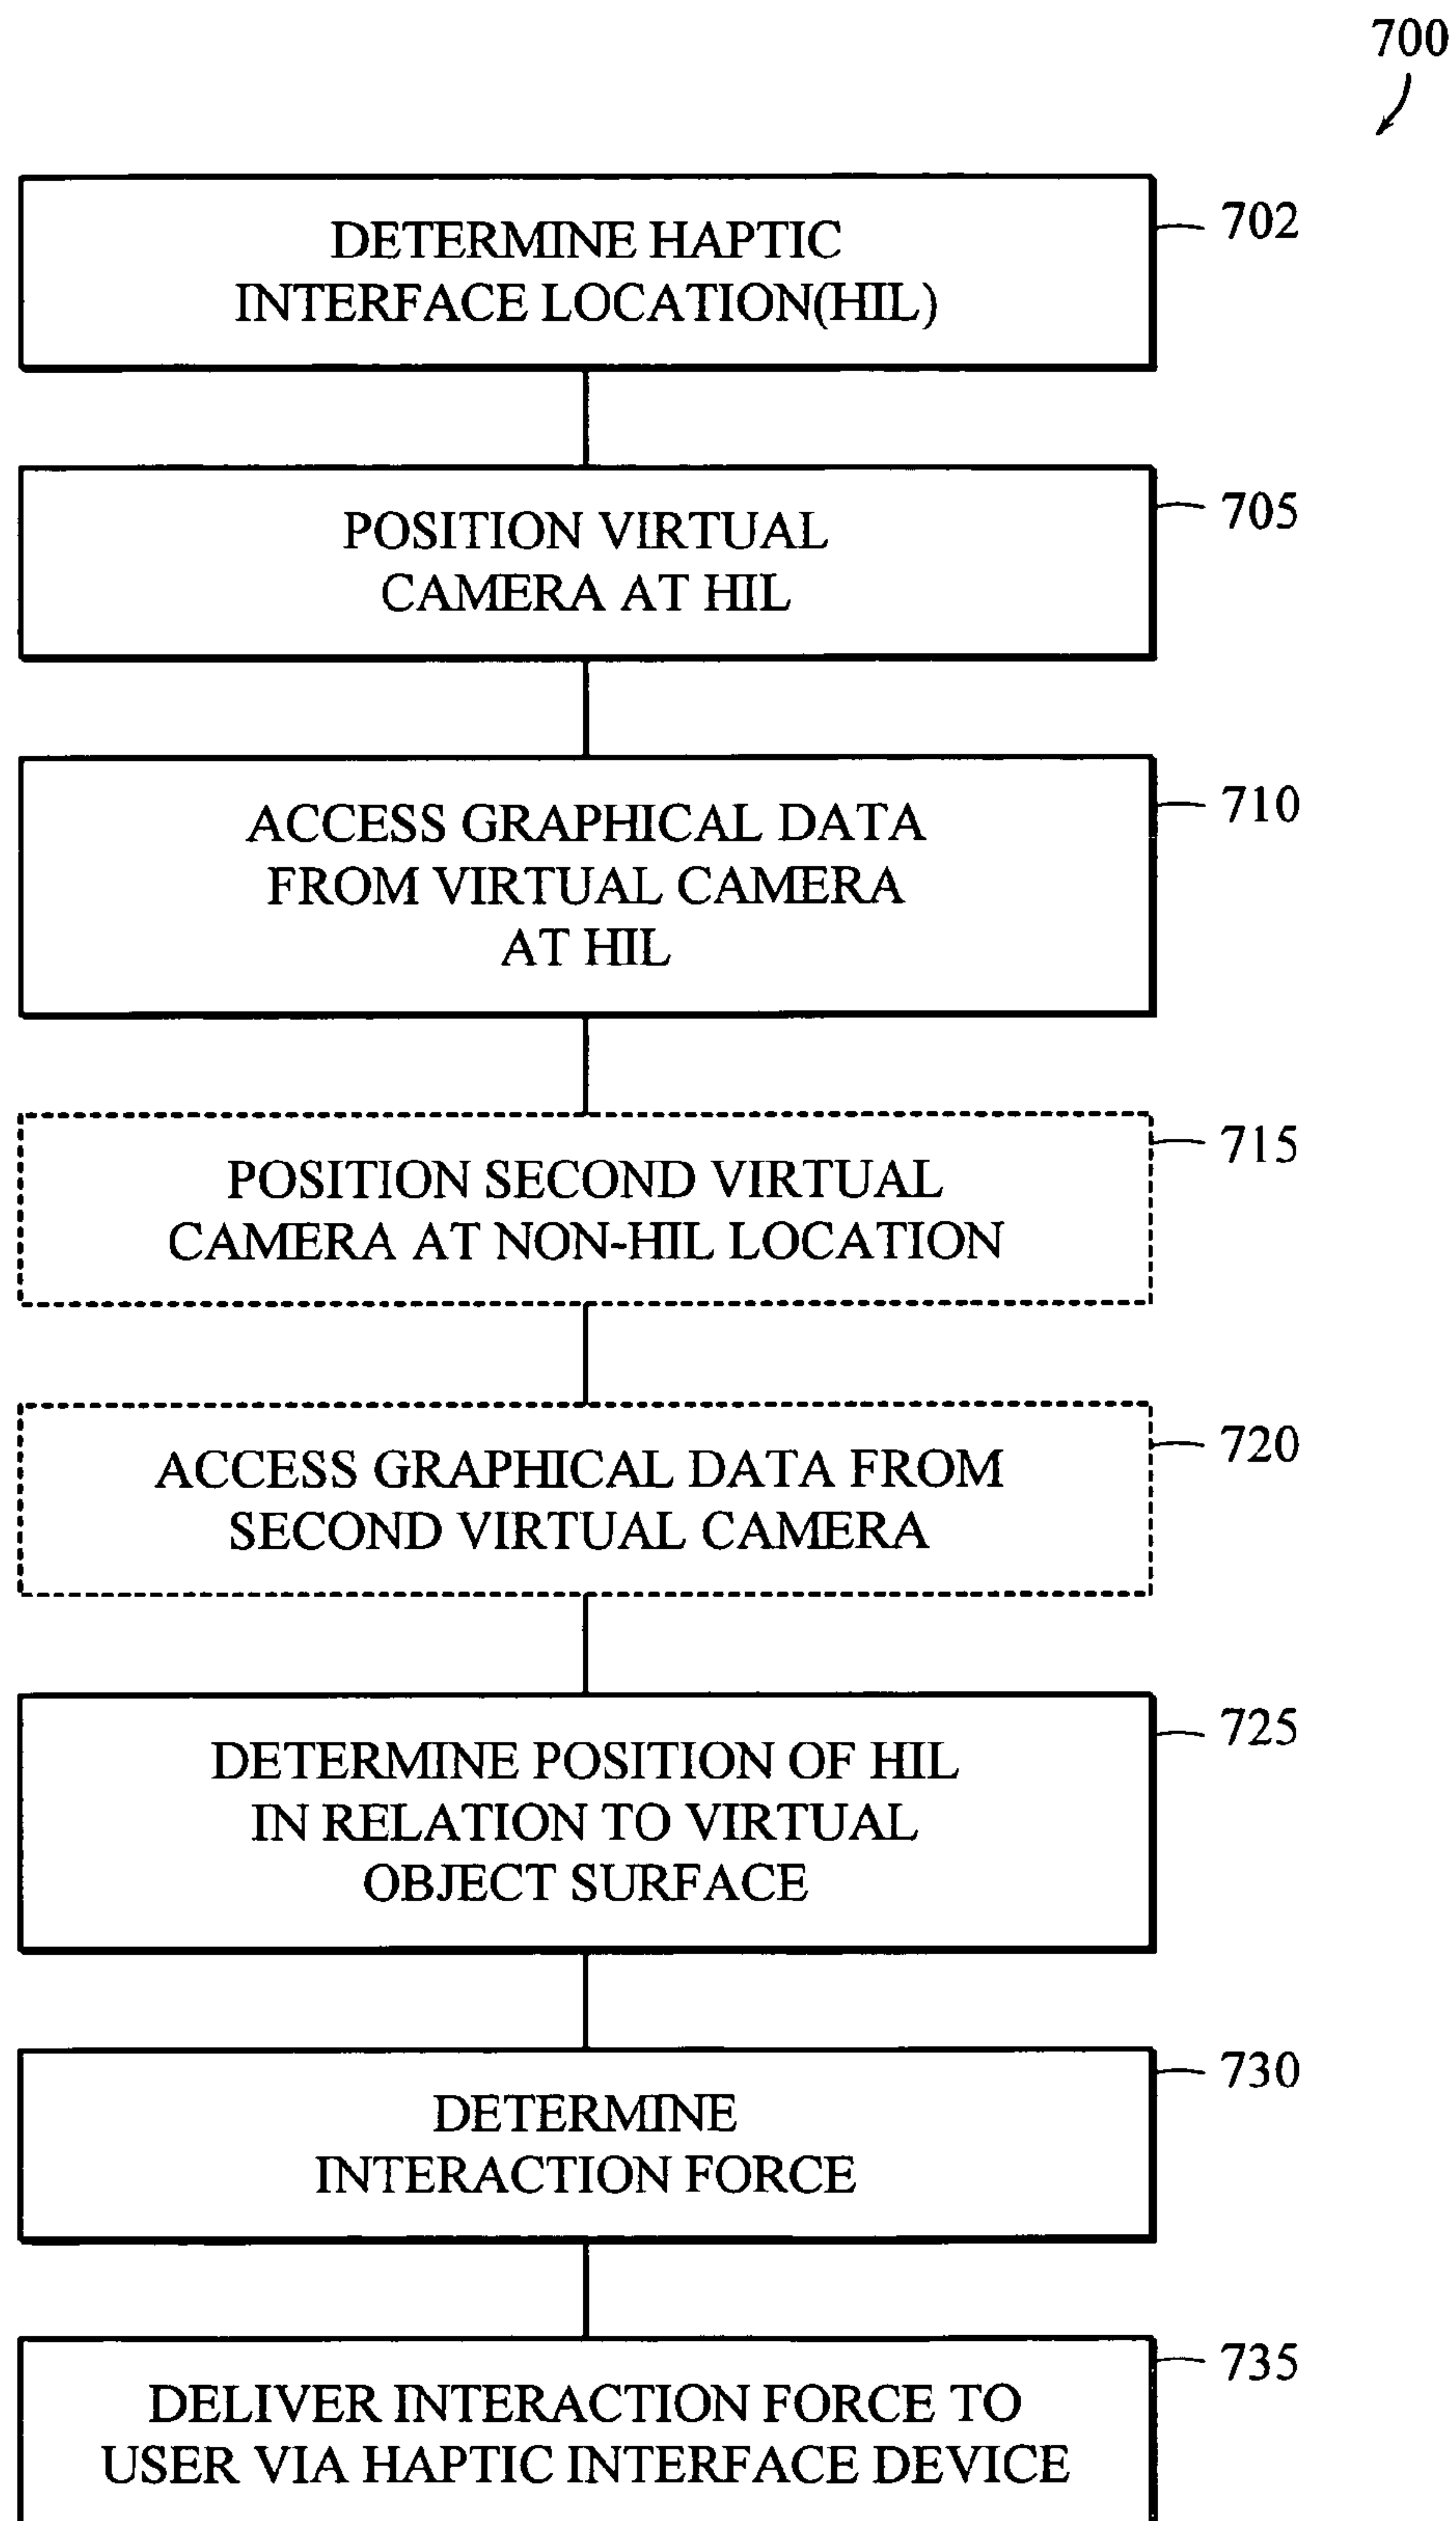 700
DETERMINE HAPTIC
INTERFACE LOCATION(HIL)
702
POSITION VIRTUAL
CAMERA AT HIL
705
ACCESS GRAPHICAL DATA
FROM VIRTUAL CAMERA
AT HIL
710
POSITION SECOND VIRTUAL
CAMERA AT NON-HIL LOCATION
715
ACCESS GRAPHICAL DATA FROM
SECOND VIRTUAL CAMERA
720
DETERMINE POSITION OF HIL
IN RELATION TO VIRTUAL
OBJECT SURFACE
725
DETERMINE
INTERACTION FORCE
730
DELIVER INTERACTION FORCE TO
USER VIA HAPTIC INTERFACE DEVICE
735